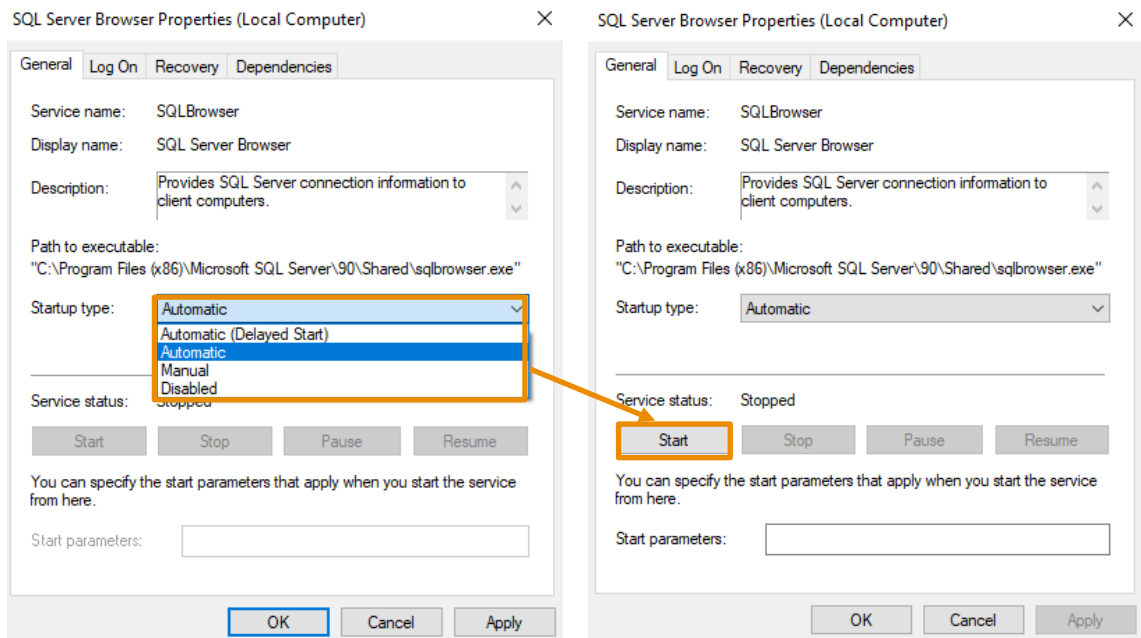 SQL Server Browser Properties (Local Computer)
General Log On Recovery Dependencies
Service name: SQLBrowser
Display name: SQL Server Browser
Description: Provides SQL Server connection information to
client computers.
Path to executable:
"C:\Program Files (x86)\Microsoft SQL Server\90\Shared\sqlbrowser.exe"
Startup type: Automatic
Automatic (Delayed Start)
Automatic
Manual
Disabled
Service status: Stopped
Start Stop Pause Resume
You can specify the start parameters that apply when you start the service
from here.
Start parameters:
OK Cancel Apply
SQL Server Browser Properties (Local Computer)
General Log On Recovery Dependencies
Service name: SQLBrowser
Display name: SQL Server Browser
Description: Provides SQL Server connection information to
client computers.
Path to executable:
"C:\Program Files (x86)\Microsoft SQL Server\90\Shared\sqlbrowser.exe"
Startup type: Automatic
Service status: Stopped
Start Stop Pause Resume
You can specify the start parameters that apply when you start the service
from here.
Start parameters:
OK Cancel Apply